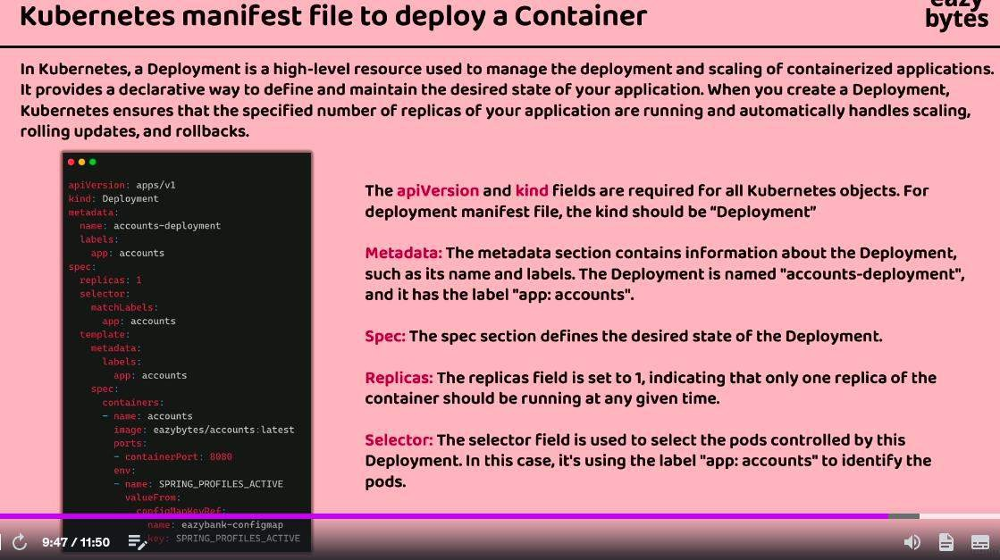 Kubernetes manifest file to deploy a Container
eazy
bytes
In Kubernetes, a Deployment is a high-level resource used to manage the deployment and scaling of containerized applications.
It provides a declarative way to define and maintain the desired state of your application. When you create a Deployment,
Kubernetes ensures that the specified number of replicas of your application are running and automatically handles scaling,
rolling updates, and rollbacks.
apiVersion: apps/v1
kind: Deployment
metadata:
  name: accounts-deployment
  labels:
    app: accounts
spec:
  replicas: 1
  selector:
    matchLabels:
      app: accounts
  template:
    metadata:
      labels:
        app: accounts
    spec:
      containers:
      - name: accounts
        image: eazybytes/accounts:latest
        ports:
        - containerPort: 8080
        env:
        - name: SPRING_PROFILES_ACTIVE
          valueFrom:
            configMapKeyRef:
              name: eazybank-configmap
              key: SPRING_PROFILES_ACTIVE
The apiVersion and kind fields are required for all Kubernetes objects. For
deployment manifest file, the kind should be “Deployment”
Metadata: The metadata section contains information about the Deployment,
such as its name and labels. The Deployment is named "accounts-deployment",
and it has the label "app: accounts".
Spec: The spec section defines the desired state of the Deployment.
Replicas: The replicas field is set to 1, indicating that only one replica of the
container should be running at any given time.
Selector: The selector field is used to select the pods controlled by this
Deployment. In this case, it's using the label "app: accounts" to identify the
pods.
9:47 / 11:50